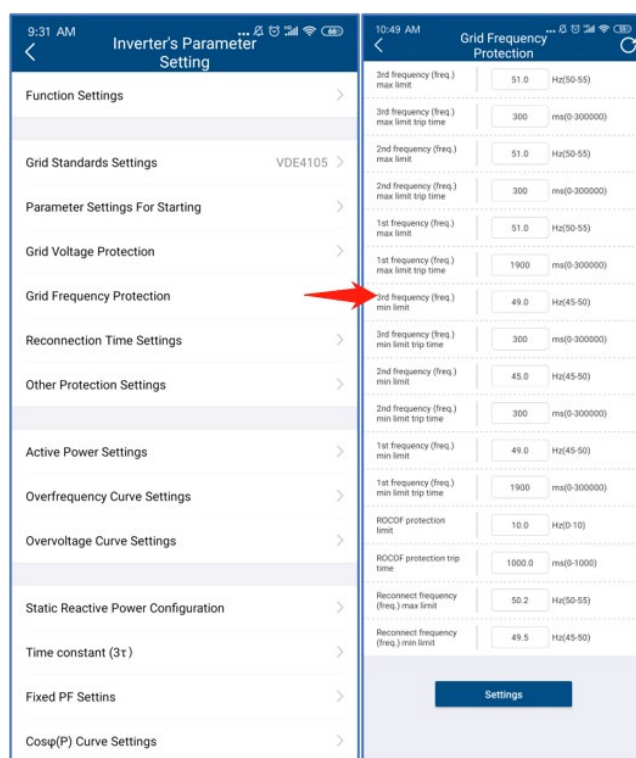 9:31 AM
Inverter's Parameter
Setting
Function Settings
Grid Standards Settings VDE4105
Parameter Settings For Starting
Grid Voltage Protection
Grid Frequency Protection
Reconnection Time Settings
Other Protection Settings
Active Power Settings
Overfrequency Curve Settings
Overvoltage Curve Settings
Static Reactive Power Configuration
Time constant (3τ)
Fixed PF Settins
Cosφ(P) Curve Settings
10:49 AM
Grid Frequency
Protection
3rd frequency (freq.)
max limit 51.0 Hz(50-55)
3rd frequency (freq.)
max limit trip time 300 ms(0-300000)
2nd frequency (freq.)
max limit 51.0 Hz(50-55)
2nd frequency (freq.)
max limit trip time 300 ms(0-300000)
1st frequency (freq.)
max limit 51.0 Hz(50-55)
1st frequency (freq.)
max limit trip time 1900 ms(0-300000)
3rd frequency (freq.)
min limit 49.0 Hz(45-50)
3rd frequency (freq.)
min limit trip time 300 ms(0-300000)
2nd frequency (freq.)
min limit 45.0 Hz(45-50)
2nd frequency (freq.)
min limit trip time 300 ms(0-300000)
1st frequency (freq.)
min limit 49.0 Hz(45-50)
1st frequency (freq.)
min limit trip time 1900 ms(0-300000)
ROCOF protection
limit 10.0 Hz(0-10)
ROCOF protection trip
time 1000.0 ms(0-1000)
Reconnect frequency
(freq.) max limit 50.2 Hz(50-55)
Reconnect frequency
(freq.) min limit 49.5 Hz(45-50)
Settings